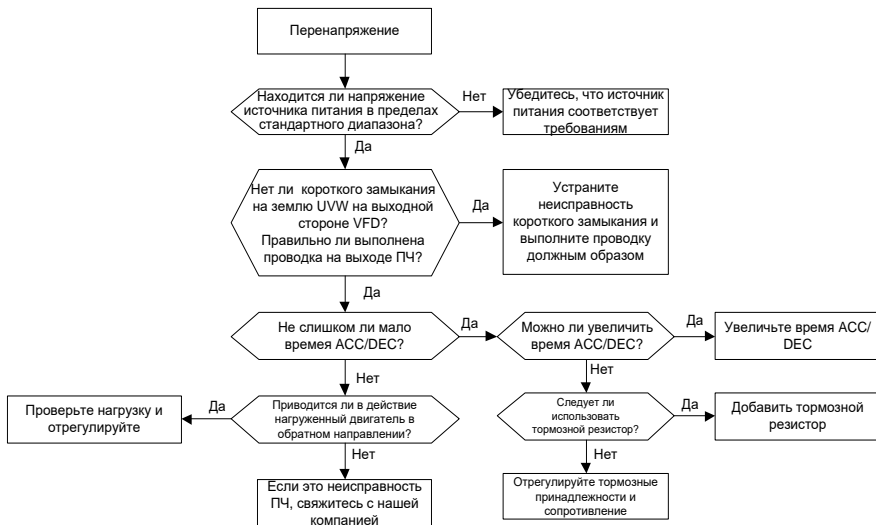 Перенапряжение
Находится ли напряжение
источника питания в пределах
стандартного диапазона?
Нет
Убедитесь, что источник
питания соответствует
требованиям
Да
Нет ли короткого замыкания
на землю UVW на выходной
стороне VFD?
Правильно ли выполнена
проводка на выходе ПЧ?
Да
Устраните
неисправность
короткого замыкания и
выполните проводку
должным образом
Да
Не слишком ли мало
времея ACC/DEC?
Да
Можно ли увеличить
время ACC/DEC?
Да
Увеличьте время ACC/
DEC
Нет
Нет
Проверьте нагрузку и
отрегулируйте
Да
Приводится ли в действие
нагруженный двигатель в
обратном направлении?
Следует ли
использовать
тормозной резистор?
Да
Добавить тормозной
резистор
Нет
Нет
Если это неисправность
ПЧ, свяжитесь с нашей
компанией
Отрегулируйте тормозные
принадлежности и
сопротивление